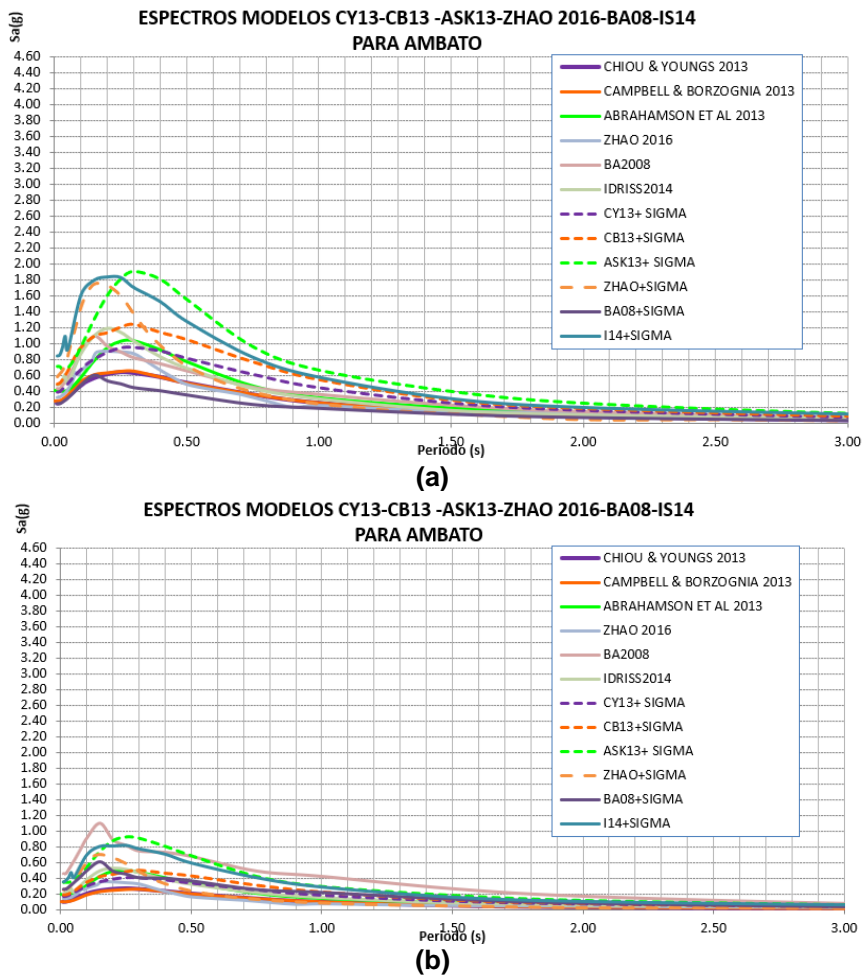 ESPECTROS MODELOS CY13-CB13 -ASK13-ZHAO 2016-BA08-IS14
PARA AMBATO
Sa(g)
4.60
4.40
4.20
4.00
3.80
3.60
3.40
3.20
3.00
2.80
2.60
2.40
2.20
2.00
1.80
1.60
1.40
1.20
1.00
0.80
0.60
0.40
0.20
0.00
CHIOU & YOUNGS 2013
CAMPBELL & BORZOGNIA 2013
ABRAHAMSON ET AL 2013
ZHAO 2016
BA2008
IDRISS2014
CY13+ SIGMA
CB13+SIGMA
ASK13+ SIGMA
ZHAO+SIGMA
BA08+SIGMA
I14+SIGMA
0.00 0.50 1.00 1.50 2.00 2.50 3.00
Período (s)
(a)
ESPECTROS MODELOS CY13-CB13 -ASK13-ZHAO 2016-BA08-IS14
PARA AMBATO
Sa(g)
4.60
4.40
4.20
4.00
3.80
3.60
3.40
3.20
3.00
2.80
2.60
2.40
2.20
2.00
1.80
1.60
1.40
1.20
1.00
0.80
0.60
0.40
0.20
0.00
CHIOU & YOUNGS 2013
CAMPBELL & BORZOGNIA 2013
ABRAHAMSON ET AL 2013
ZHAO 2016
BA2008
IDRISS2014
CY13+ SIGMA
CB13+SIGMA
ASK13+ SIGMA
ZHAO+SIGMA
BA08+SIGMA
I14+SIGMA
0.00 0.50 1.00 1.50 2.00 2.50 3.00
Período (s)
(b)